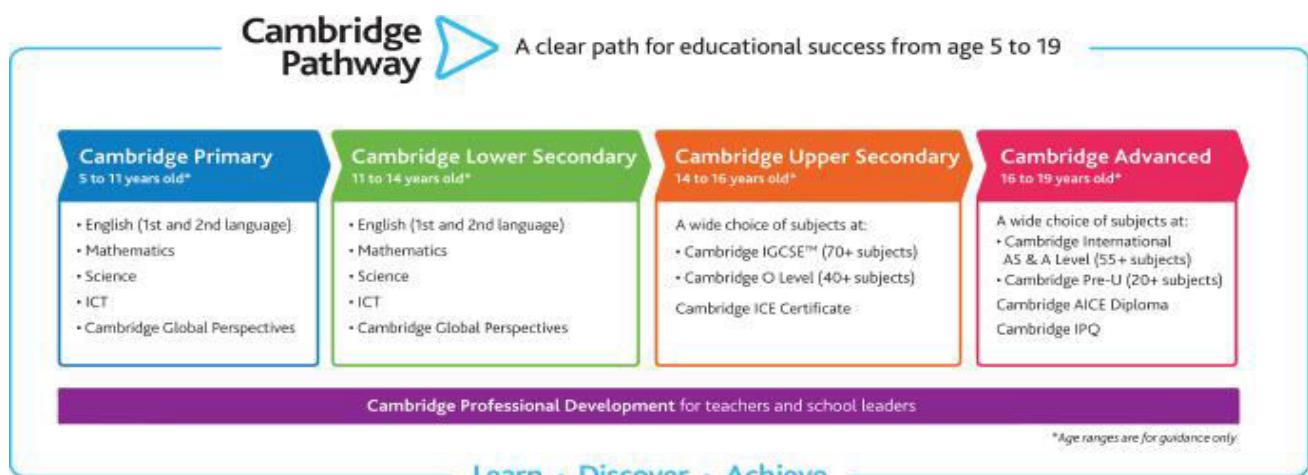 Cambridge
Pathway
A clear path for educational success from age 5 to 19
Cambridge Primary
5 to 11 years old*
• English (1st and 2nd language)
• Mathematics
• Science
• ICT
• Cambridge Global Perspectives
Cambridge Lower Secondary
11 to 14 years old*
• English (1st and 2nd language)
• Mathematics
• Science
• ICT
• Cambridge Global Perspectives
Cambridge Upper Secondary
14 to 16 years old*
A wide choice of subjects at:
• Cambridge IGCSE™ (70+ subjects)
• Cambridge O Level (40+ subjects)
Cambridge ICE Certificate
Cambridge Advanced
16 to 19 years old*
A wide choice of subjects at:
• Cambridge International
AS & A Level (55+ subjects)
• Cambridge Pre-U (20+ subjects)
Cambridge AICE Diploma
Cambridge IPQ
Cambridge Professional Development for teachers and school leaders
*Age ranges are for guidance only
Learn • Discover • Achieve